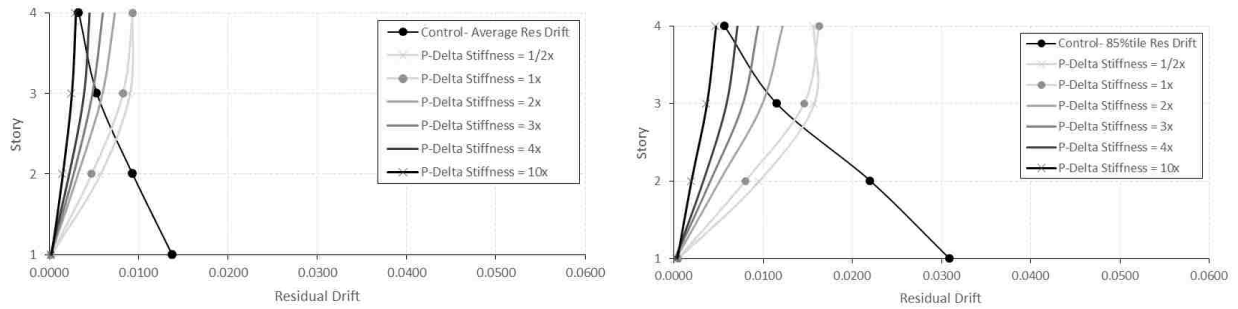 4
3
2
1
Story
0.0000 0.0100 0.0200 0.0300 0.0400 0.0500 0.0600
Residual Drift
Control- Average Res Drift
P-Delta Stiffness = 1/2x
P-Delta Stiffness = 1x
P-Delta Stiffness = 2x
P-Delta Stiffness = 3x
P-Delta Stiffness = 4x
P-Delta Stiffness = 10x
4
3
2
1
Story
0.0000 0.0100 0.0200 0.0300 0.0400 0.0500 0.0600
Residual Drift
Control- 85%tile Res Drift
P-Delta Stiffness = 1/2x
P-Delta Stiffness = 1x
P-Delta Stiffness = 2x
P-Delta Stiffness = 3x
P-Delta Stiffness = 4x
P-Delta Stiffness = 10x